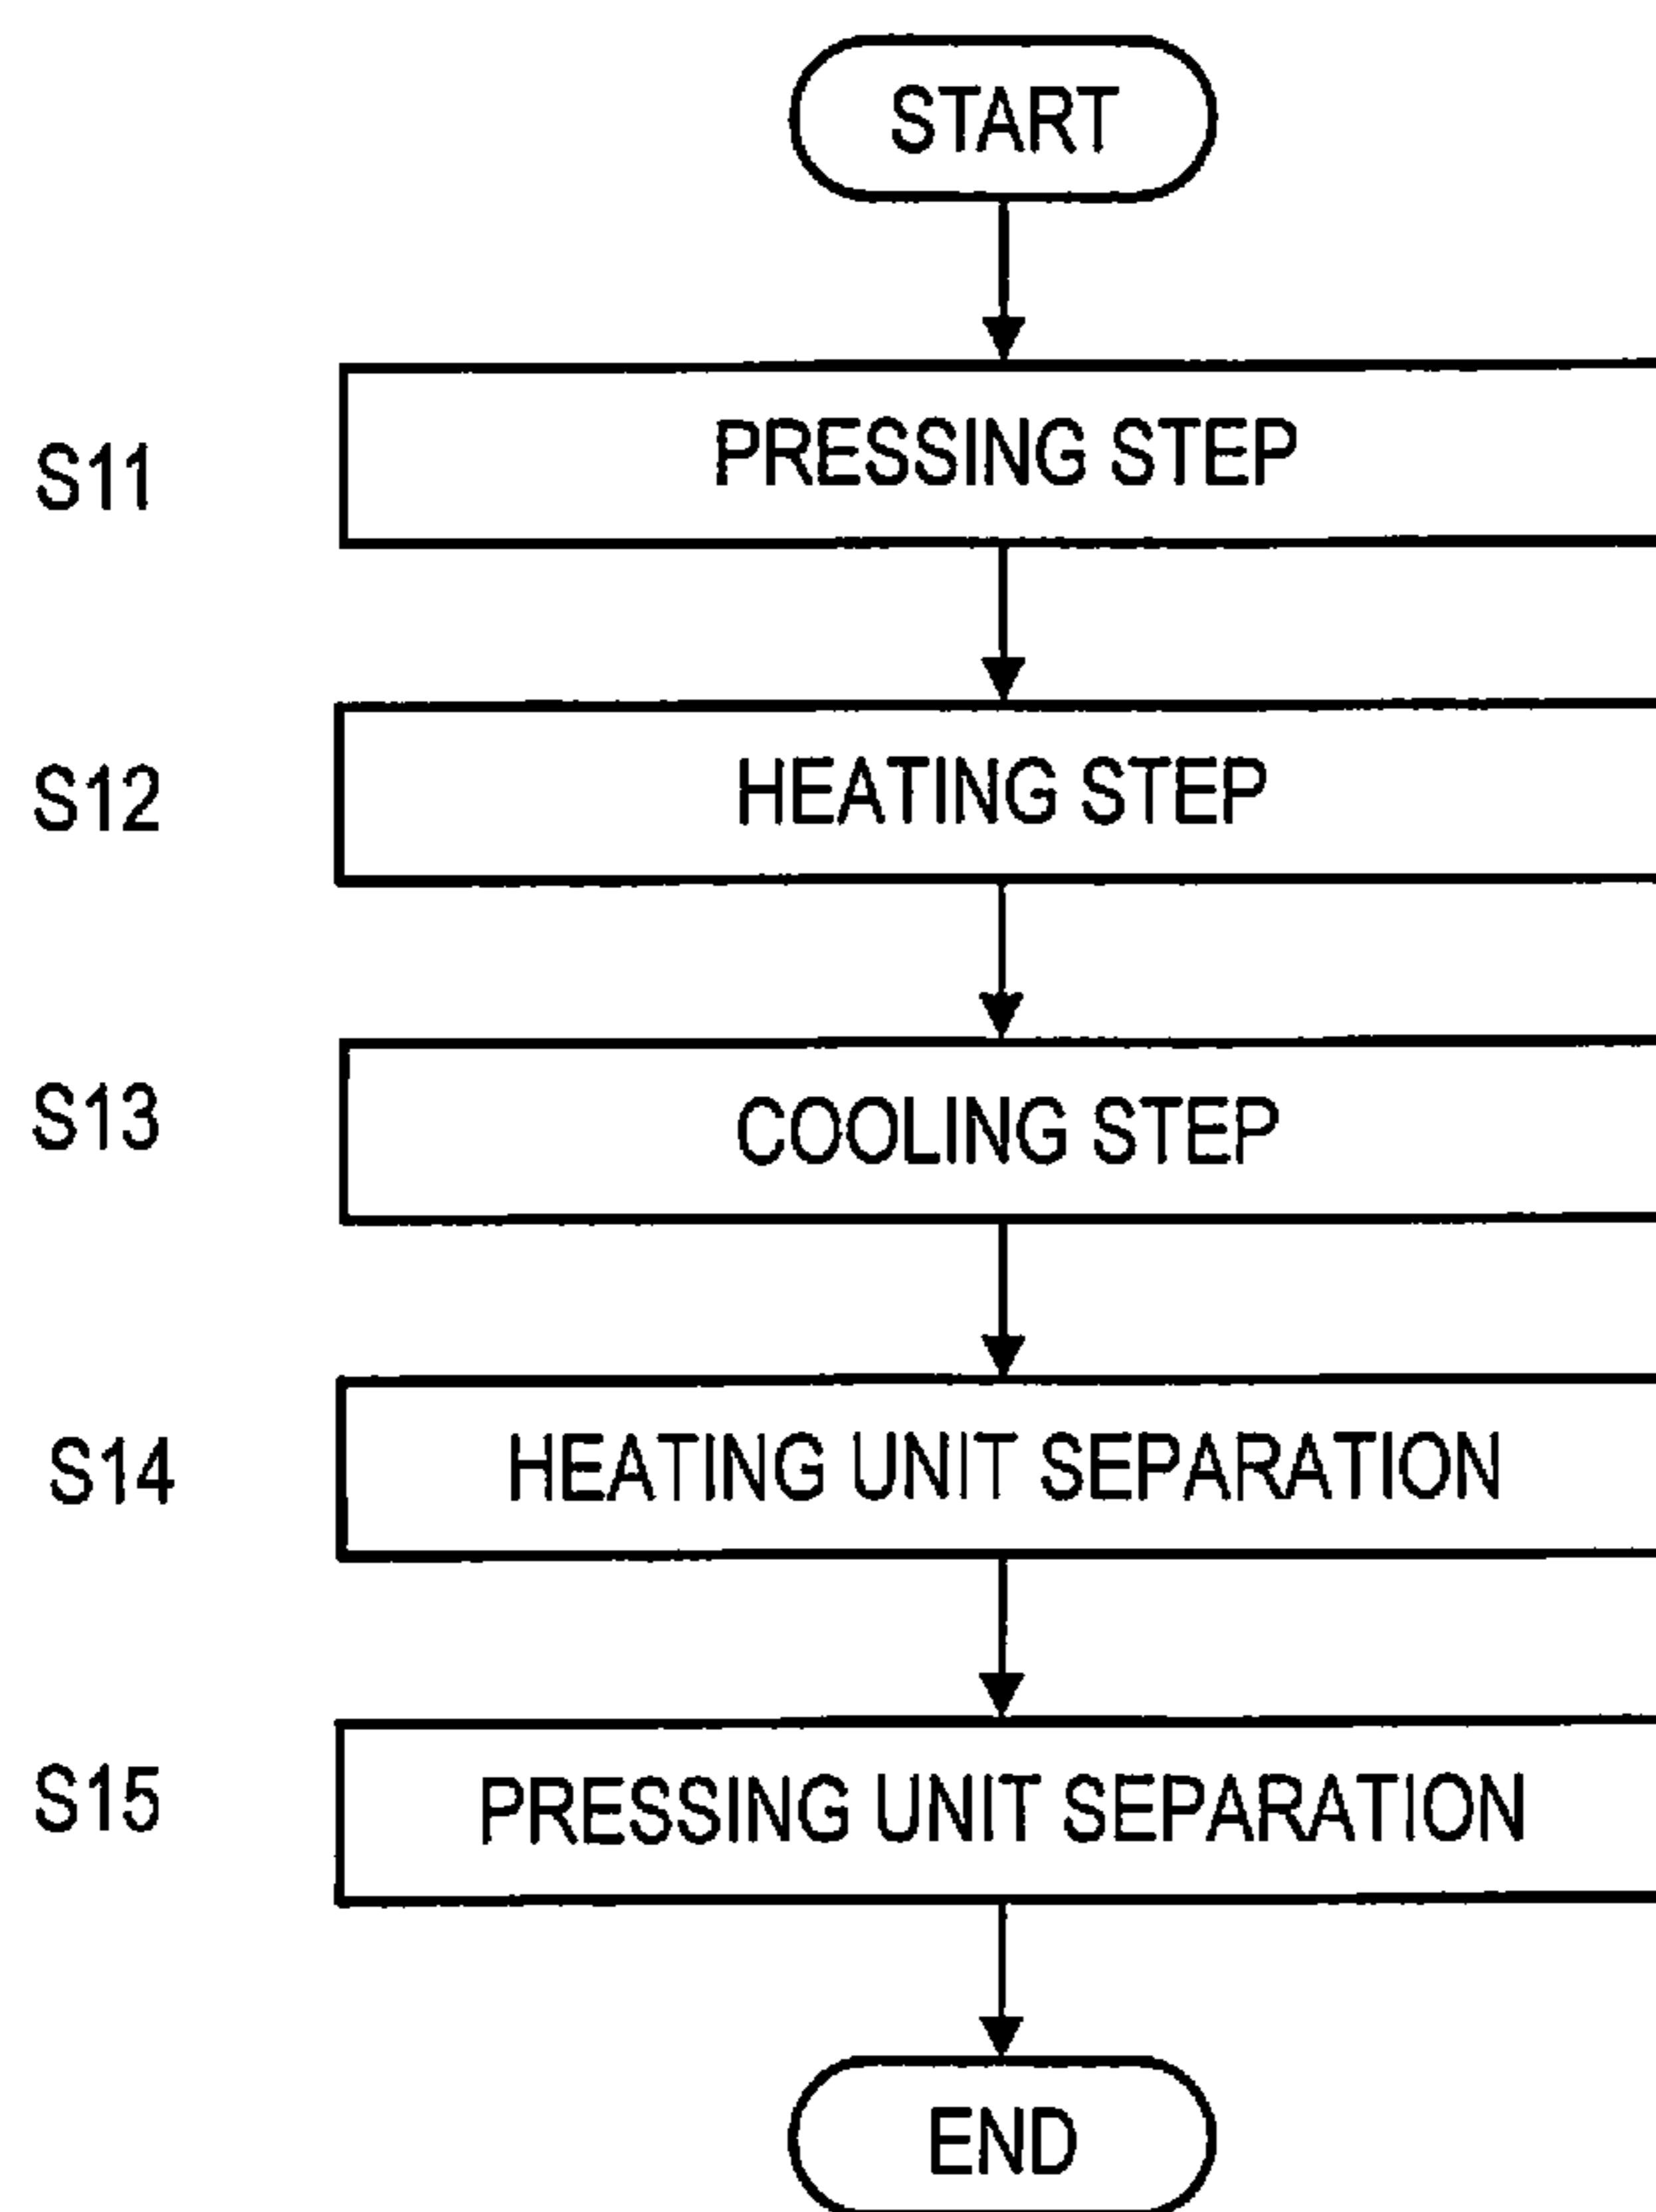 START
S11 PRESSING STEP
S12 HEATING STEP
S13 COOLING STEP
S14 HEATING UNIT SEPARATION
S15 PRESSING UNIT SEPARATION
END